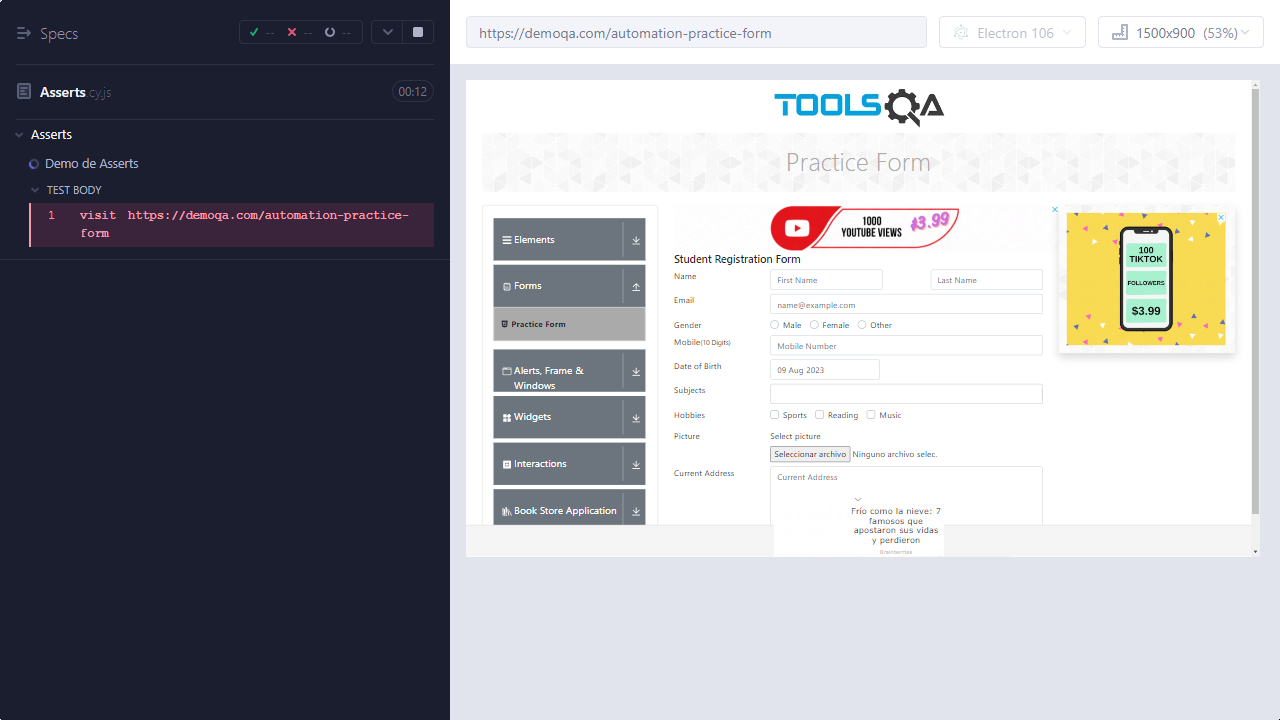 Specs
--
--
--
Asserts cy.js
00:12
Asserts
Demo de Asserts
TEST BODY
1 visit https://demoqa.com/automation-practice-
form
https://demoqa.com/automation-practice-form
Electron 106
1500x900 (53%)
TOOLSQA
Practice Form
Elements
Forms
Practice Form
Alerts, Frame &
Windows
Widgets
Interactions
Book Store Application
1000
YOUTUBE VIEWS
$3.99
Student Registration Form
Name
First Name
Last Name
Email
name@example.com
Gender
Male
Female
Other
Mobile(10 Digits)
Mobile Number
Date of Birth
09 Aug 2023
Subjects
Hobbies
Sports
Reading
Music
Picture
Select picture
Seleccionar archivo Ninguno archivo selec.
Current Address
Current Address
Frío como la nieve: 7
famosos que
apostaron sus vidas
y perdieron
Brainberries
100
TIKTOK
FOLLOWERS
$3.99